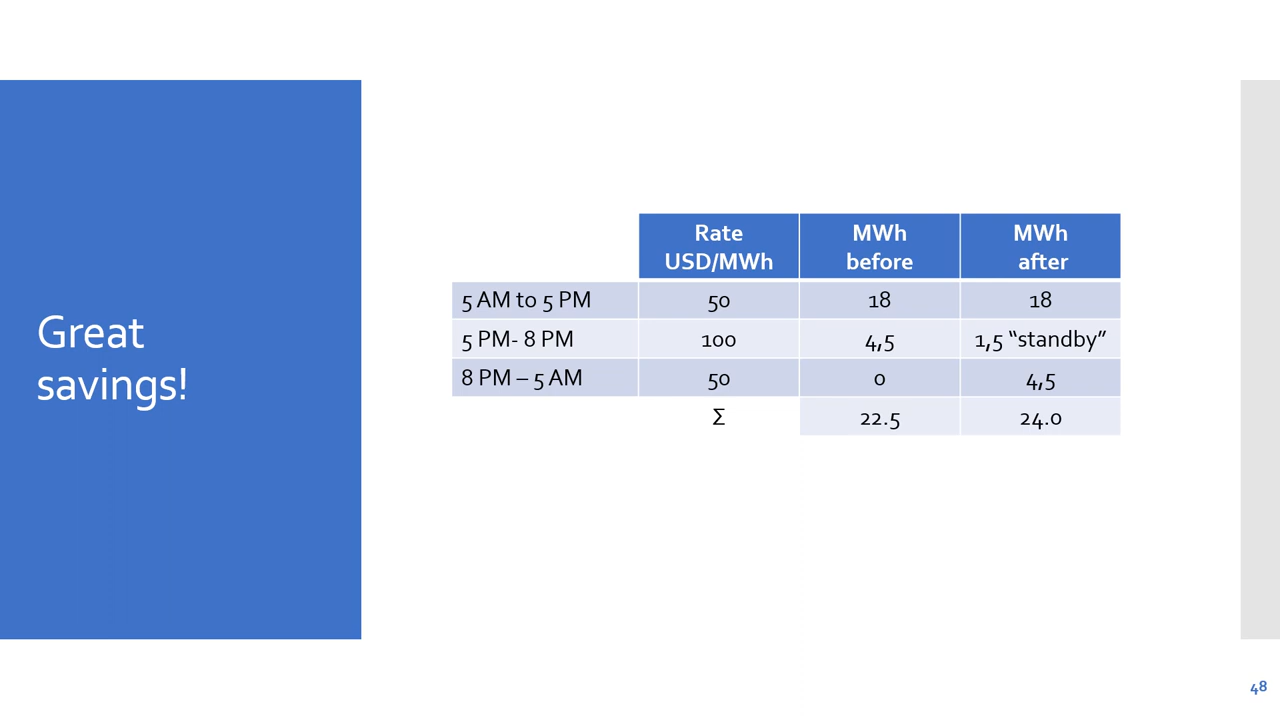 Great
savings!
Rate
USD/MWh
MWh
before
MWh
after
5 AM to 5 PM 50 18 18
5 PM- 8 PM 100 4,5 1,5 “standby”
8 PM – 5 AM 50 0 4,5
Σ 22.5 24.0
48